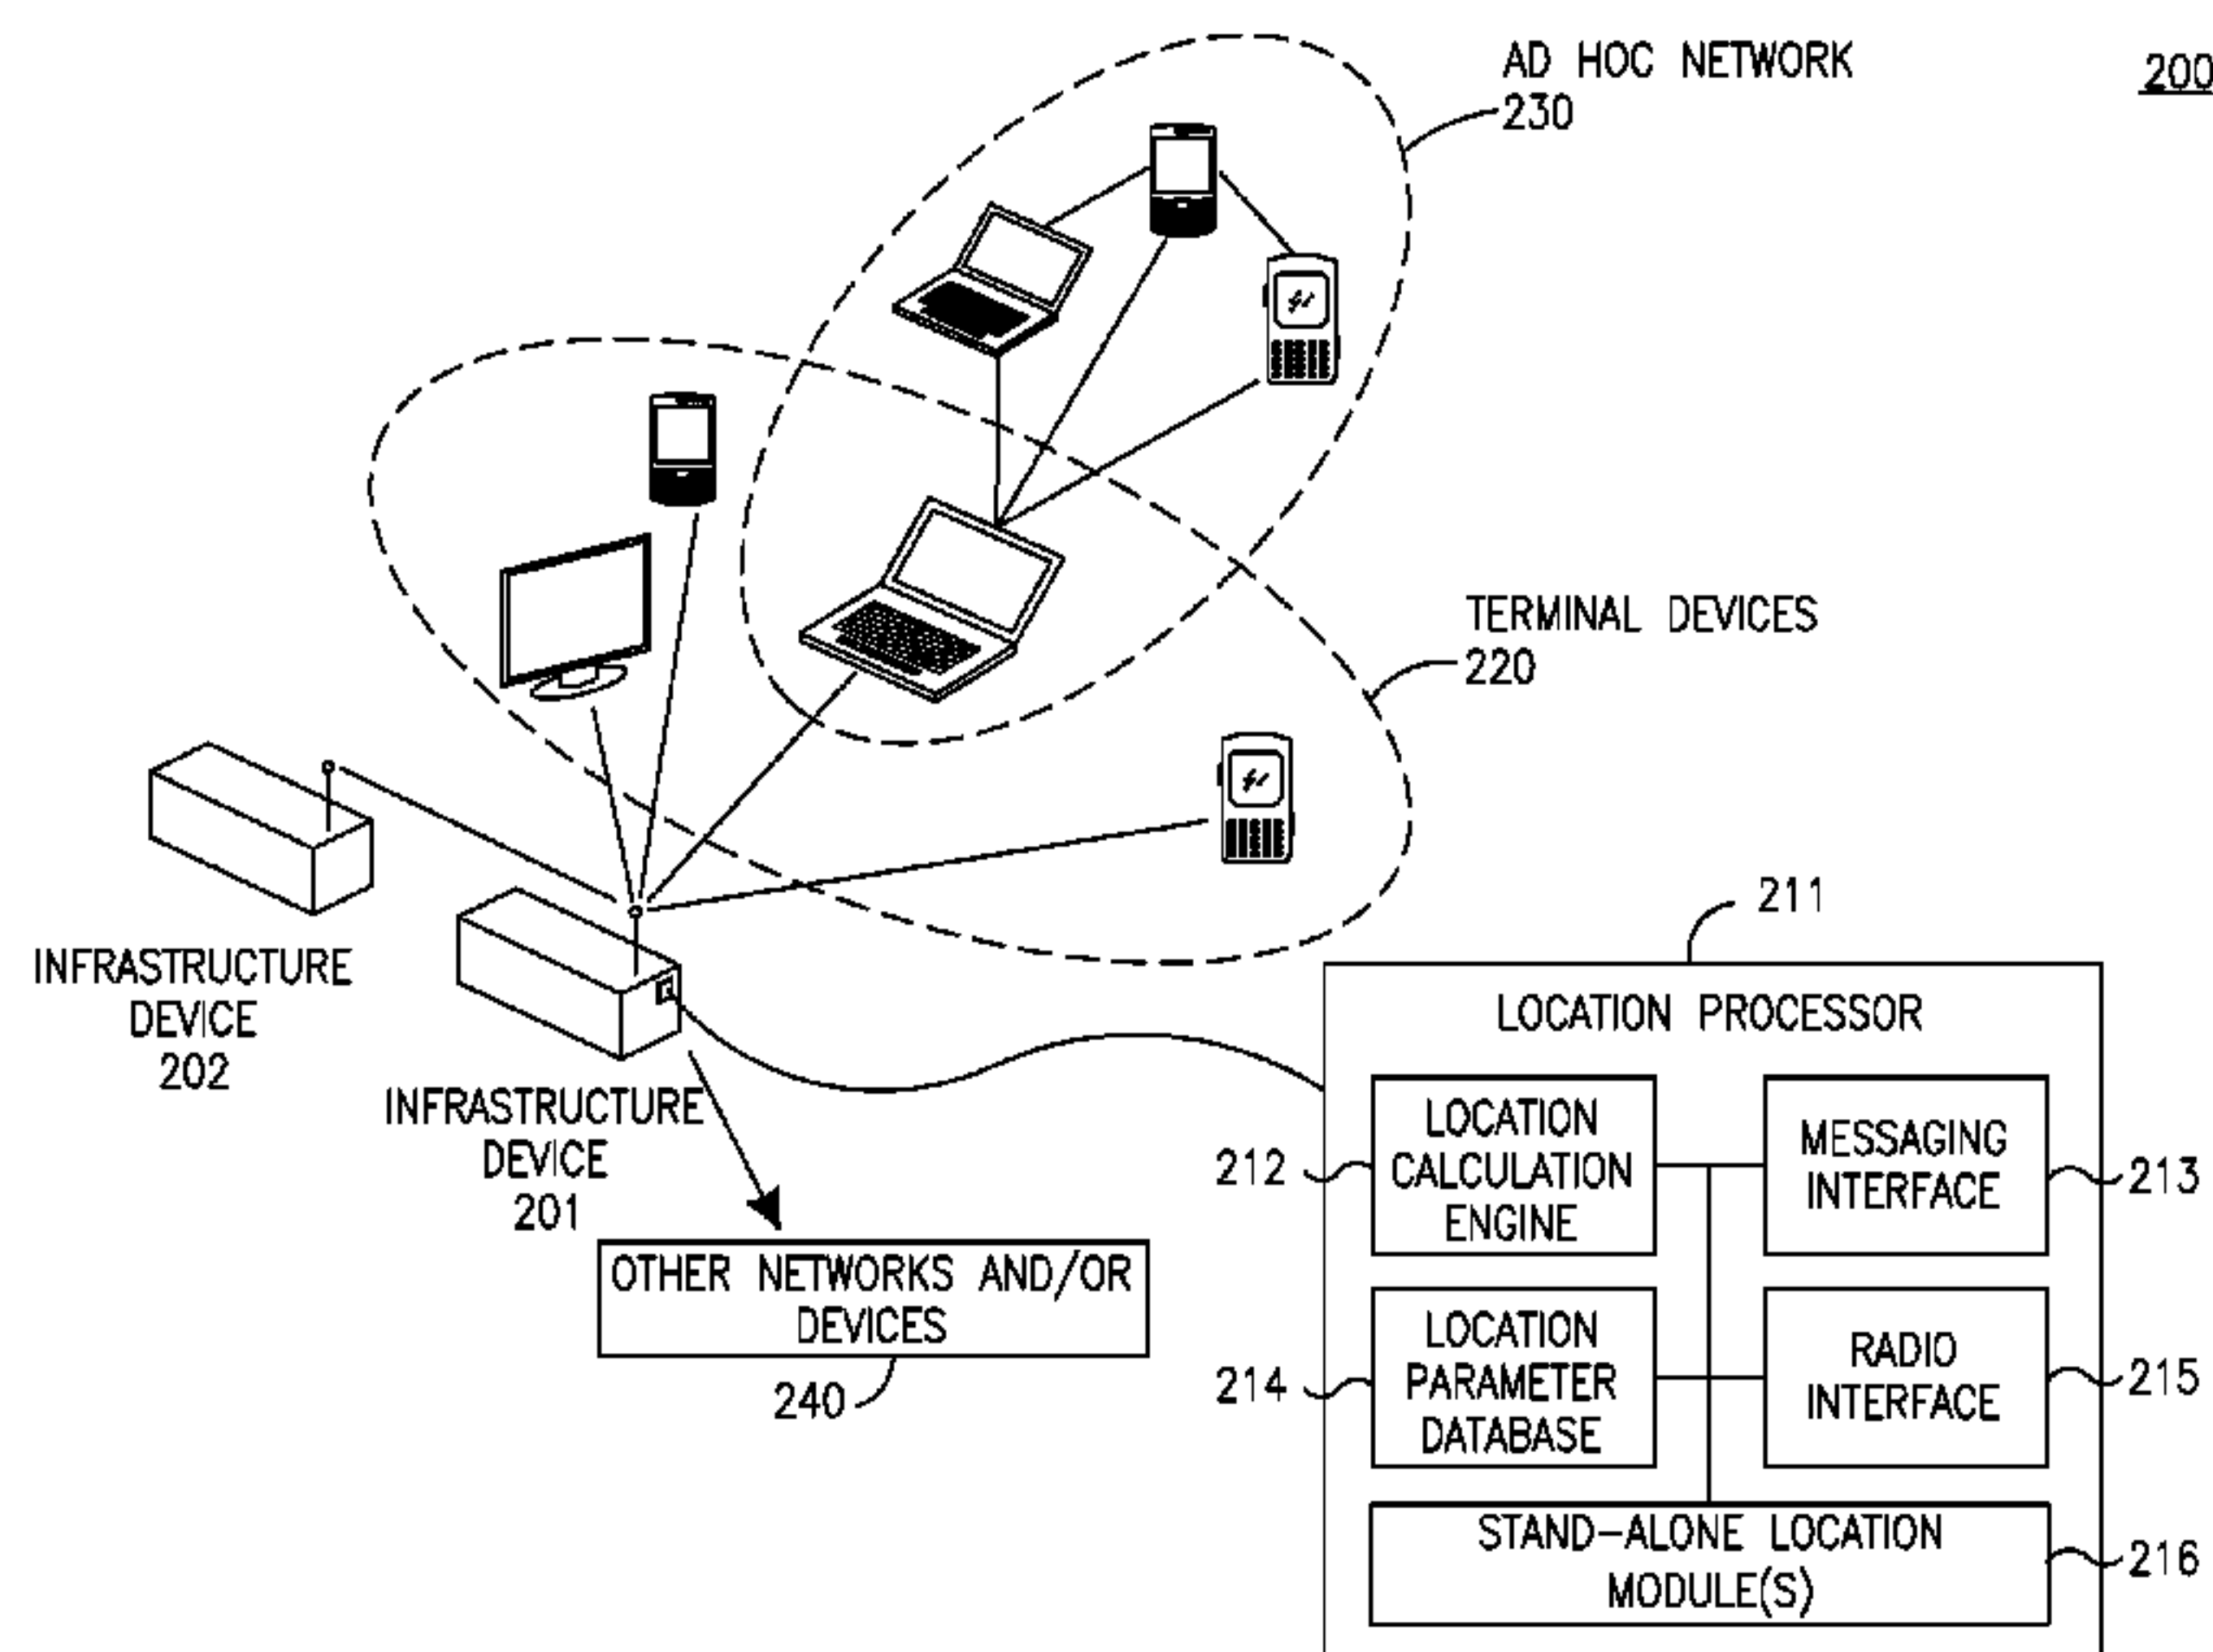 AD HOC NETWORK
230
200
TERMINAL DEVICES
220
INFRASTRUCTURE
DEVICE
202
INFRASTRUCTURE
DEVICE
201
OTHER NETWORKS AND/OR
DEVICES
240
211
LOCATION PROCESSOR
212
LOCATION
CALCULATION
ENGINE
MESSAGING
INTERFACE
213
214
LOCATION
PARAMETER
DATABASE
RADIO
INTERFACE
215
STAND-ALONE LOCATION
MODULE(S)
216